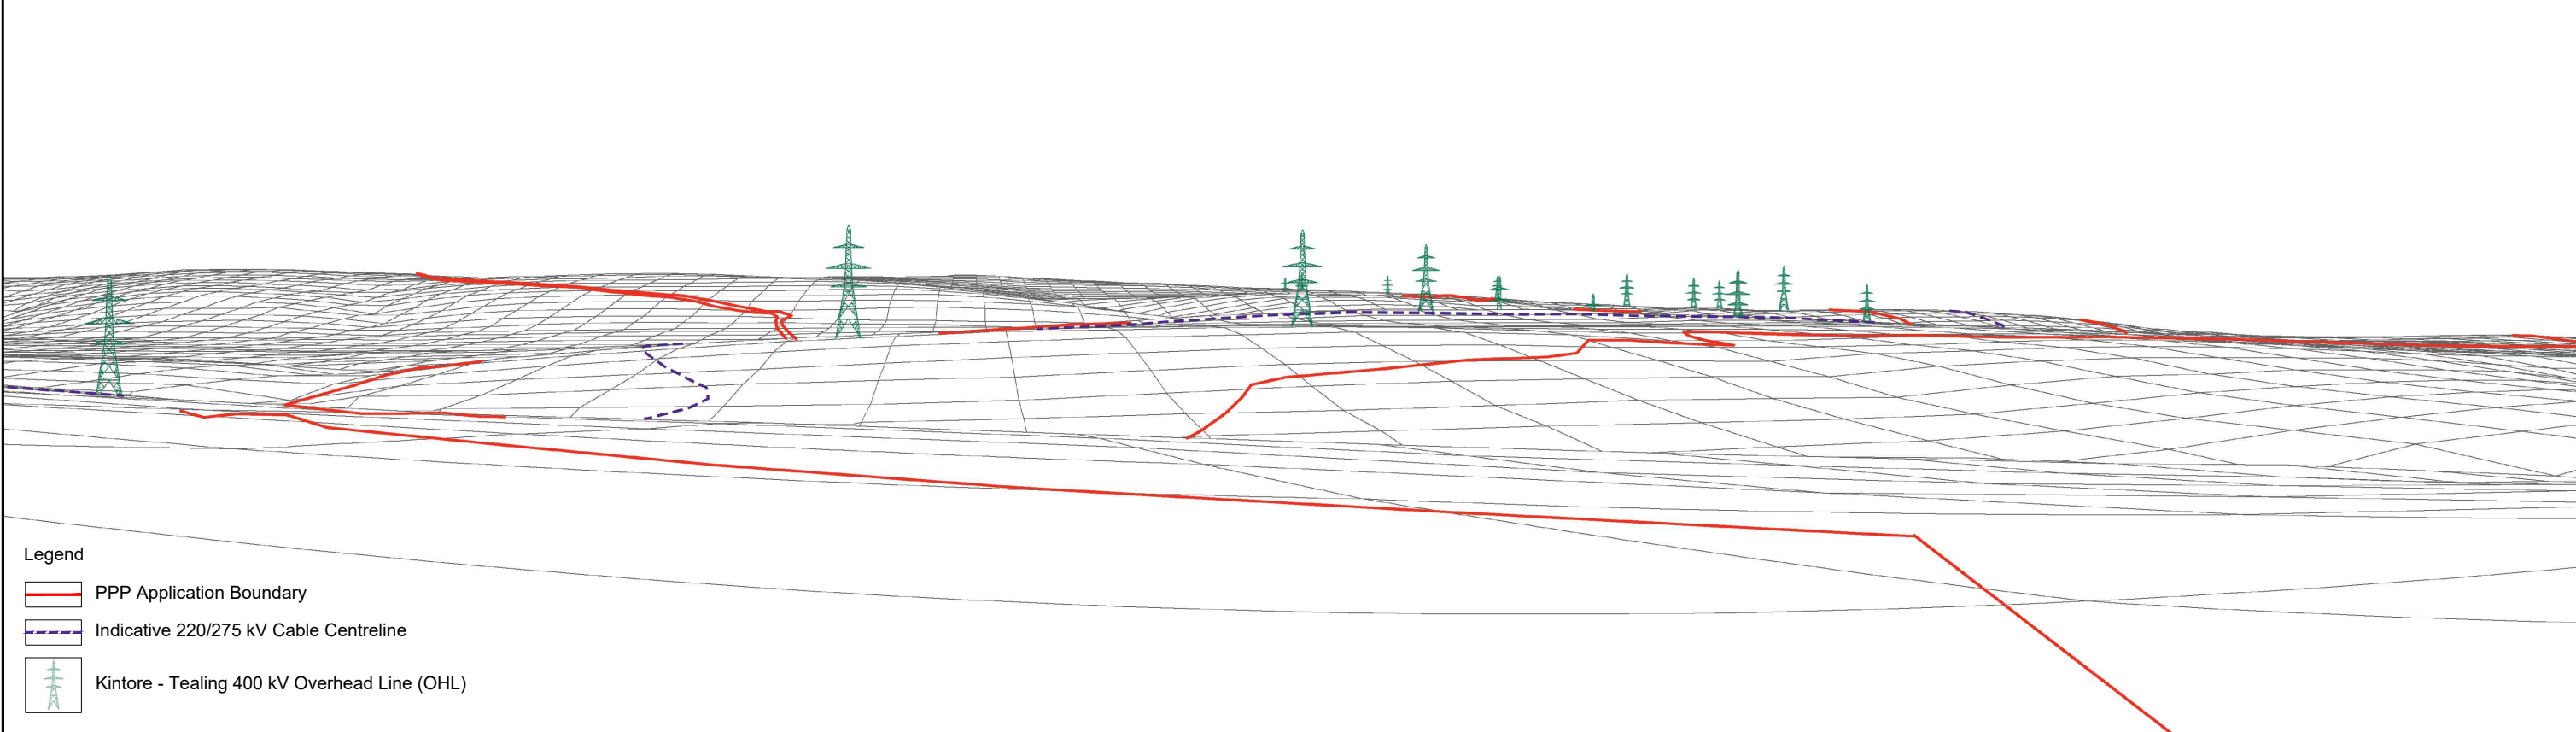 Legend
PPP Application Boundary
Indicative 220/275 kV Cable Centreline
Kintore - Tealing 400 kV Overhead Line (OHL)